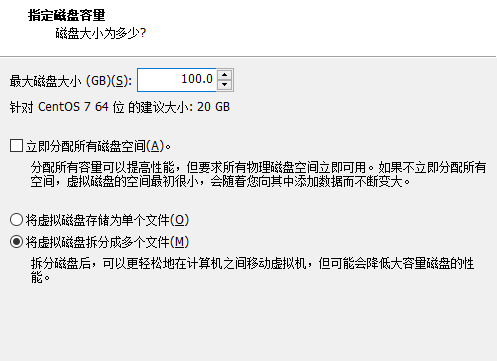 指定磁盘容量
磁盘大小为多少?
最大磁盘大小 (GB)(S): 100.0
针对 CentOS 7 64 位 的建议大小: 20 GB
立即分配所有磁盘空间(A)。
分配所有容量可以提高性能，但要求所有物理磁盘空间立即可用。如果不立即分配所有
空间，虚拟磁盘的空间最初很小，会随着您向其中添加数据而不断变大。
将虚拟磁盘存储为单个文件(O)
将虚拟磁盘拆分成多个文件(M)
拆分磁盘后，可以更轻松地在计算机之间移动虚拟机，但可能会降低大容量磁盘的性
能。